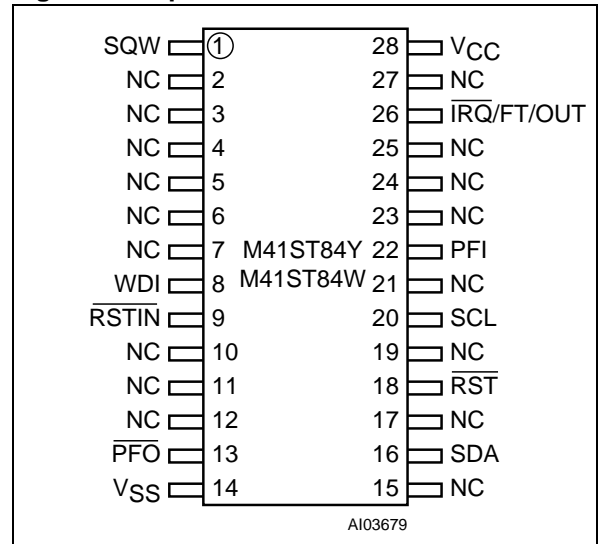 SQW 1 28 VCC
NC 2 27 NC
NC 3 26 IRQ/FT/OUT
NC 4 25 NC
NC 5 24 NC
NC 6 23 NC
NC 7 M41ST84Y 22 PFI
WDI 8 M41ST84W 21 NC
RSTIN 9 20 SCL
NC 10 19 NC
NC 11 18 RST
NC 12 17 NC
PFO 13 16 SDA
VSS 14 15 NC
AI03679